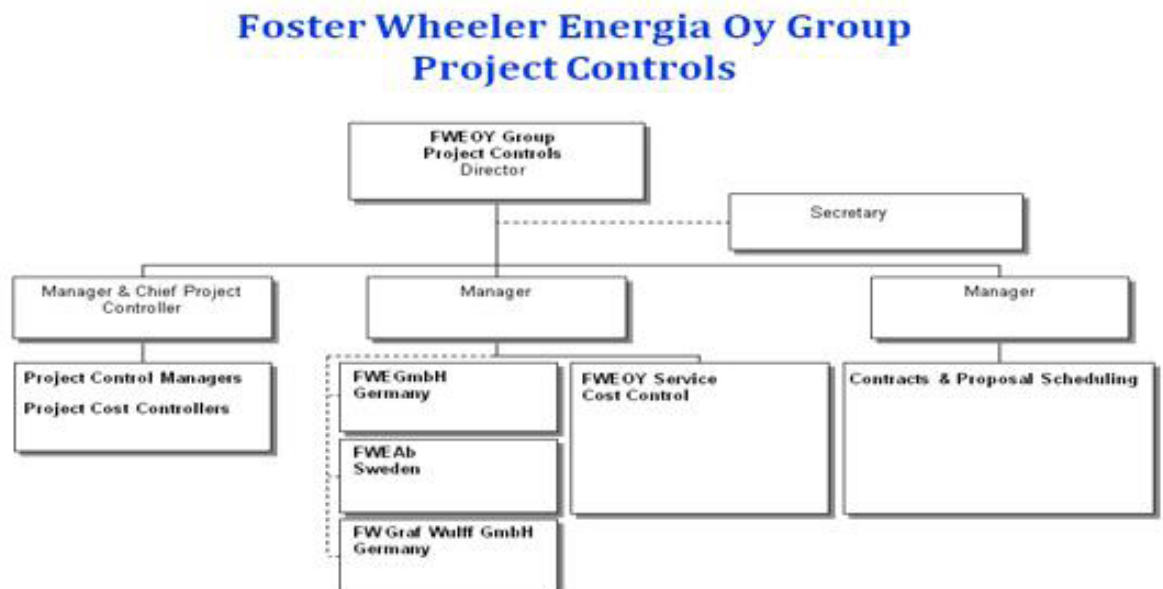 Foster Wheeler Energia Oy Group
Project Controls
FWEOY Group
Project Controls
Director
Secretary
Manager & Chief Project
Controller
Manager
Manager
Project Control Managers
Project Cost Controllers
FWEGmbH
Germany
FWEOY Service
Cost Control
Contracts & Proposal Scheduling
FWEAb
Sweden
FW Graf Wulff GmbH
Germany